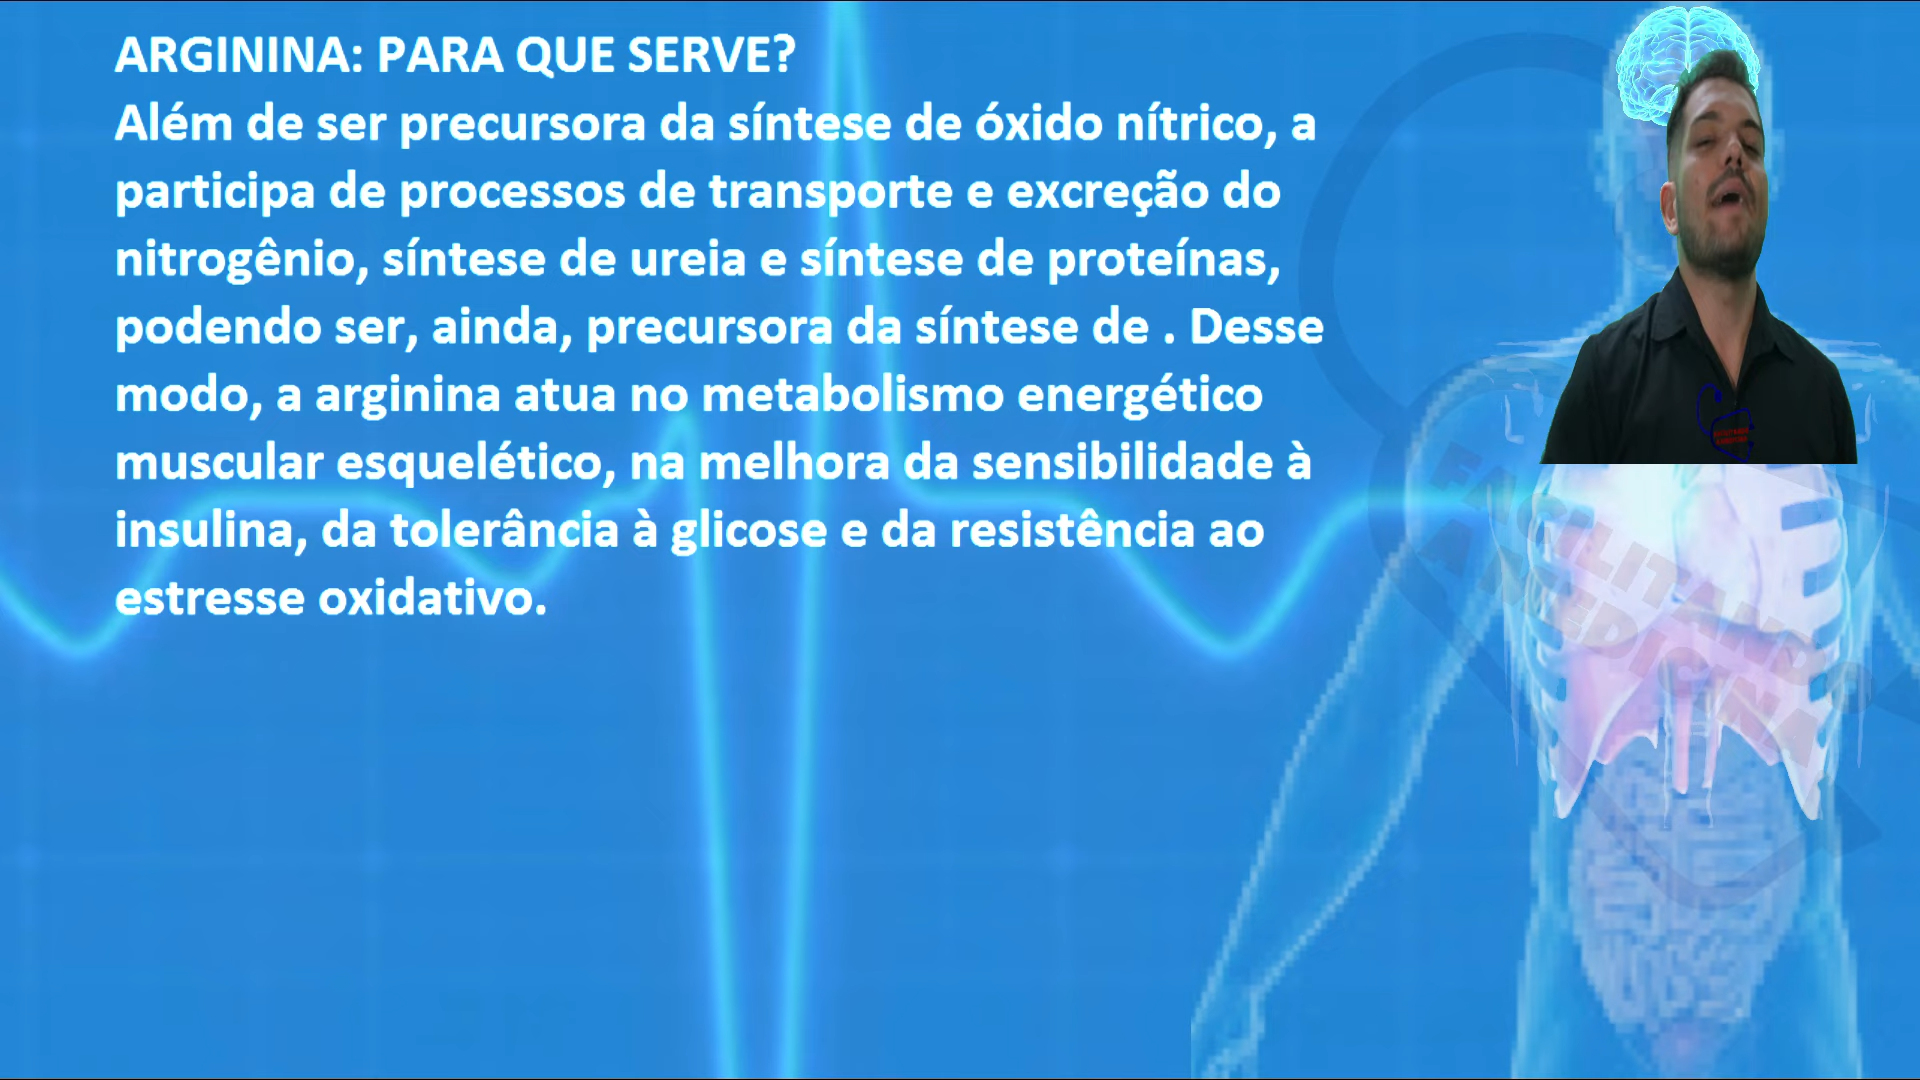 ARGININA: PARA QUE SERVE?
Além de ser precursora da síntese de óxido nítrico, a
participa de processos de transporte e excreção do
nitrogênio, síntese de ureia e síntese de proteínas,
podendo ser, ainda, precursora da síntese de . Desse
modo, a arginina atua no metabolismo energético
muscular esquelético, na melhora da sensibilidade à
insulina, da tolerância à glicose e da resistência ao
estresse oxidativo.
FACILITANDO
A MEDICINA